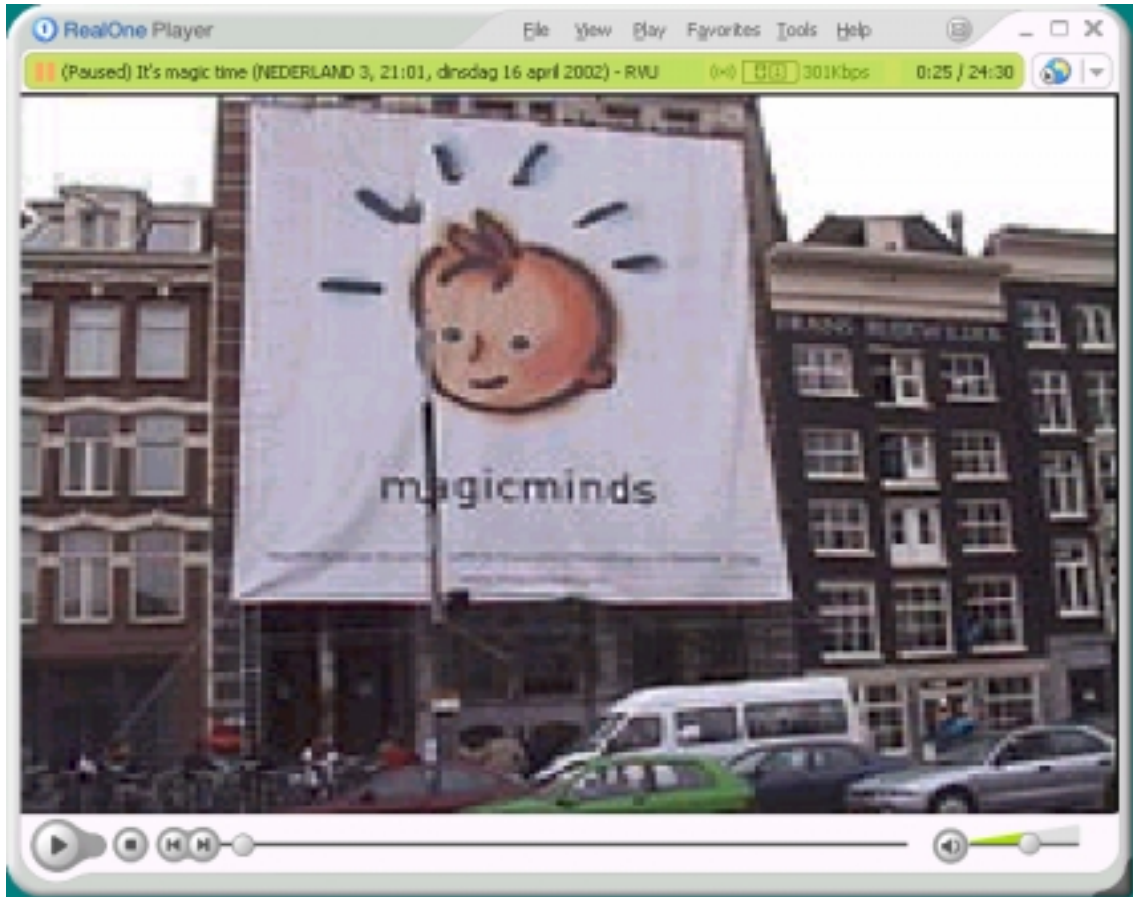 RealOne Player File View Play Favorites Tools Help
(Paused) It's magic time (NEDERLAND 3, 21:01, dinsdag 16 april 2002) - RVU 301Kbps 0:25 / 24:30
FRANS
magicminds